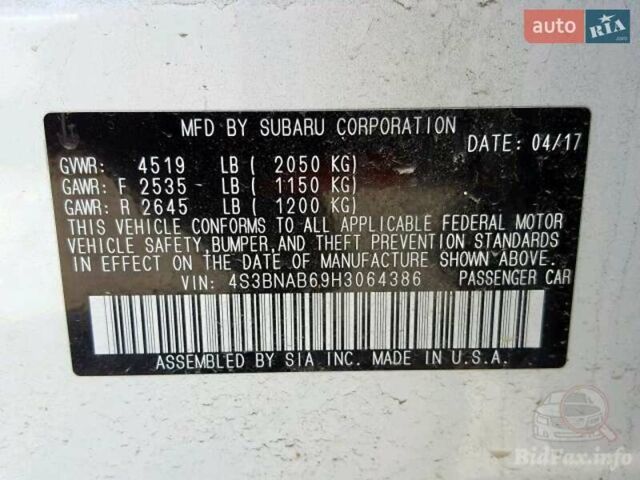 auto RIA.com
MFD BY SUBARU CORPORATION
DATE: 04/17
GVWR: 4519 LB ( 2050 KG)
GAWR: F 2535 LB ( 1150 KG)
GAWR: R 2645 LB ( 1200 KG)
THIS VEHICLE CONFORMS TO ALL APPLICABLE FEDERAL MOTOR
VEHICLE SAFETY, BUMPER, AND THEFT PREVENTION STANDARDS
IN EFFECT ON THE DATE OF MANUFACTURE SHOWN ABOVE.
VIN: 4S3BNAB69H3064386 PASSENGER CAR
ASSEMBLED BY SIA INC. MADE IN U.S.A.
BidFax.info